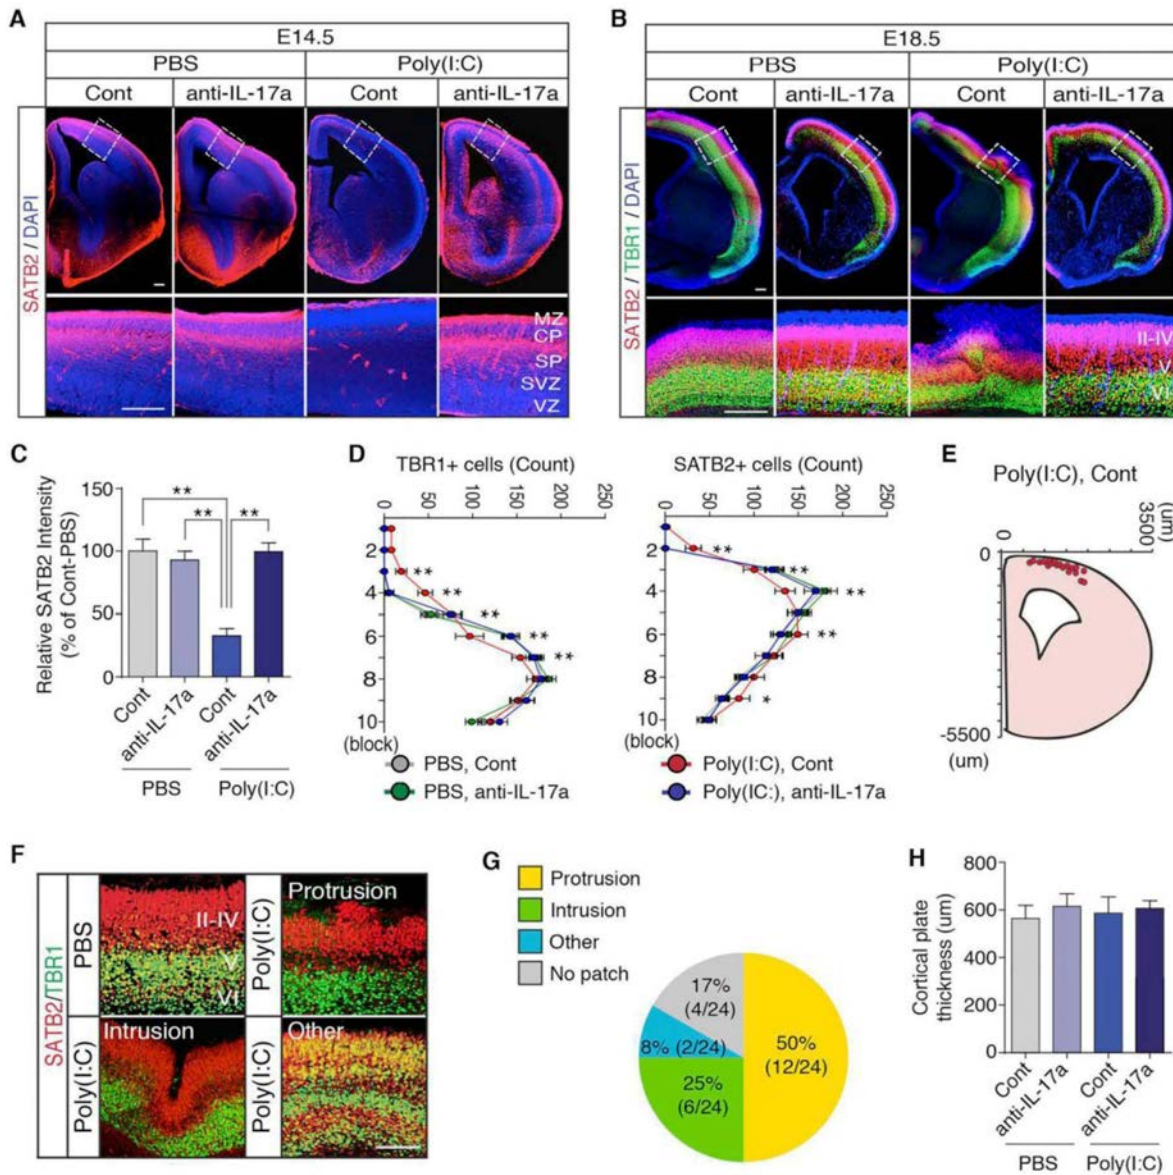 A
E14.5
PBS
Poly(I:C)
Cont
anti-IL-17a
Cont
anti-IL-17a
SATB2 / DAPI
MZ
CP
SP
SVZ
VZ
B
E18.5
PBS
Poly(I:C)
Cont
anti-IL-17a
Cont
anti-IL-17a
SATB2 / TBR1 / DAPI
II-IV
V
VI
C
Relative SATB2 Intensity
(% of Cont-PBS)
150
100
50
0
**
**
**
Cont
anti-IL-17a
Cont
anti-IL-17a
PBS
Poly(I:C)
D
TBR1+ cells (Count)
0
50
100
150
200
250
2
4
6
8
10
(block)
**
**
**
**
**
SATB2+ cells (Count)
0
50
100
150
200
250
2
4
6
8
10
(block)
**
**
**
**
*
PBS, Cont
PBS, anti-IL-17a
Poly(I:C), Cont
Poly(IC:), anti-IL-17a
E
Poly(I:C), Cont
(um)
3500
0
0
-5500
(um)
F
SATB2/TBR1
PBS
II-IV
V
VI
Poly(I:C)
Protrusion
Poly(I:C)
Intrusion
Poly(I:C)
Other
G
Protrusion
Intrusion
Other
No patch
17%
(4/24)
8% (2/24)
25%
(6/24)
50%
(12/24)
H
Cortical plate
thickness (um)
800
600
400
200
0
Cont
anti-IL-17a
Cont
anti-IL-17a
PBS
Poly(I:C)